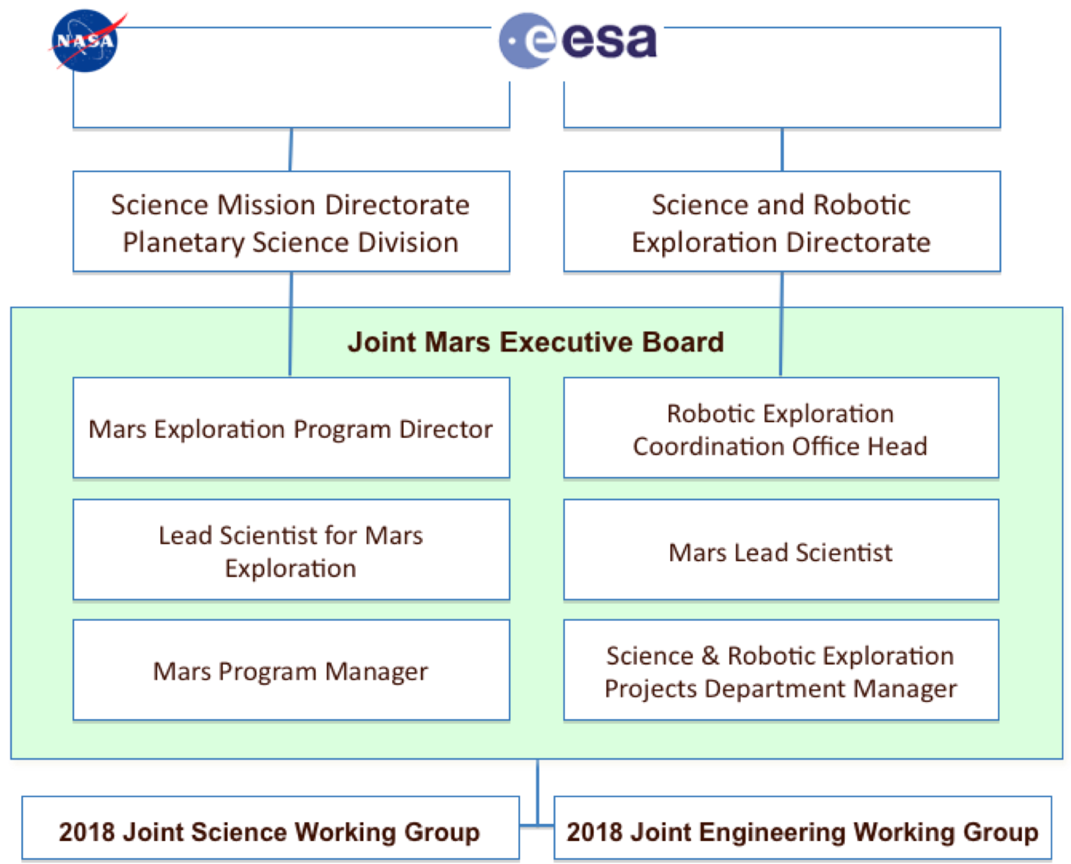 NASA
eesa
Science Mission Directorate
Planetary Science Division
Science and Robotic
Exploration Directorate
Joint Mars Executive Board
Mars Exploration Program Director
Robotic Exploration
Coordination Office Head
Lead Scientist for Mars
Exploration
Mars Lead Scientist
Mars Program Manager
Science & Robotic Exploration
Projects Department Manager
2018 Joint Science Working Group
2018 Joint Engineering Working Group